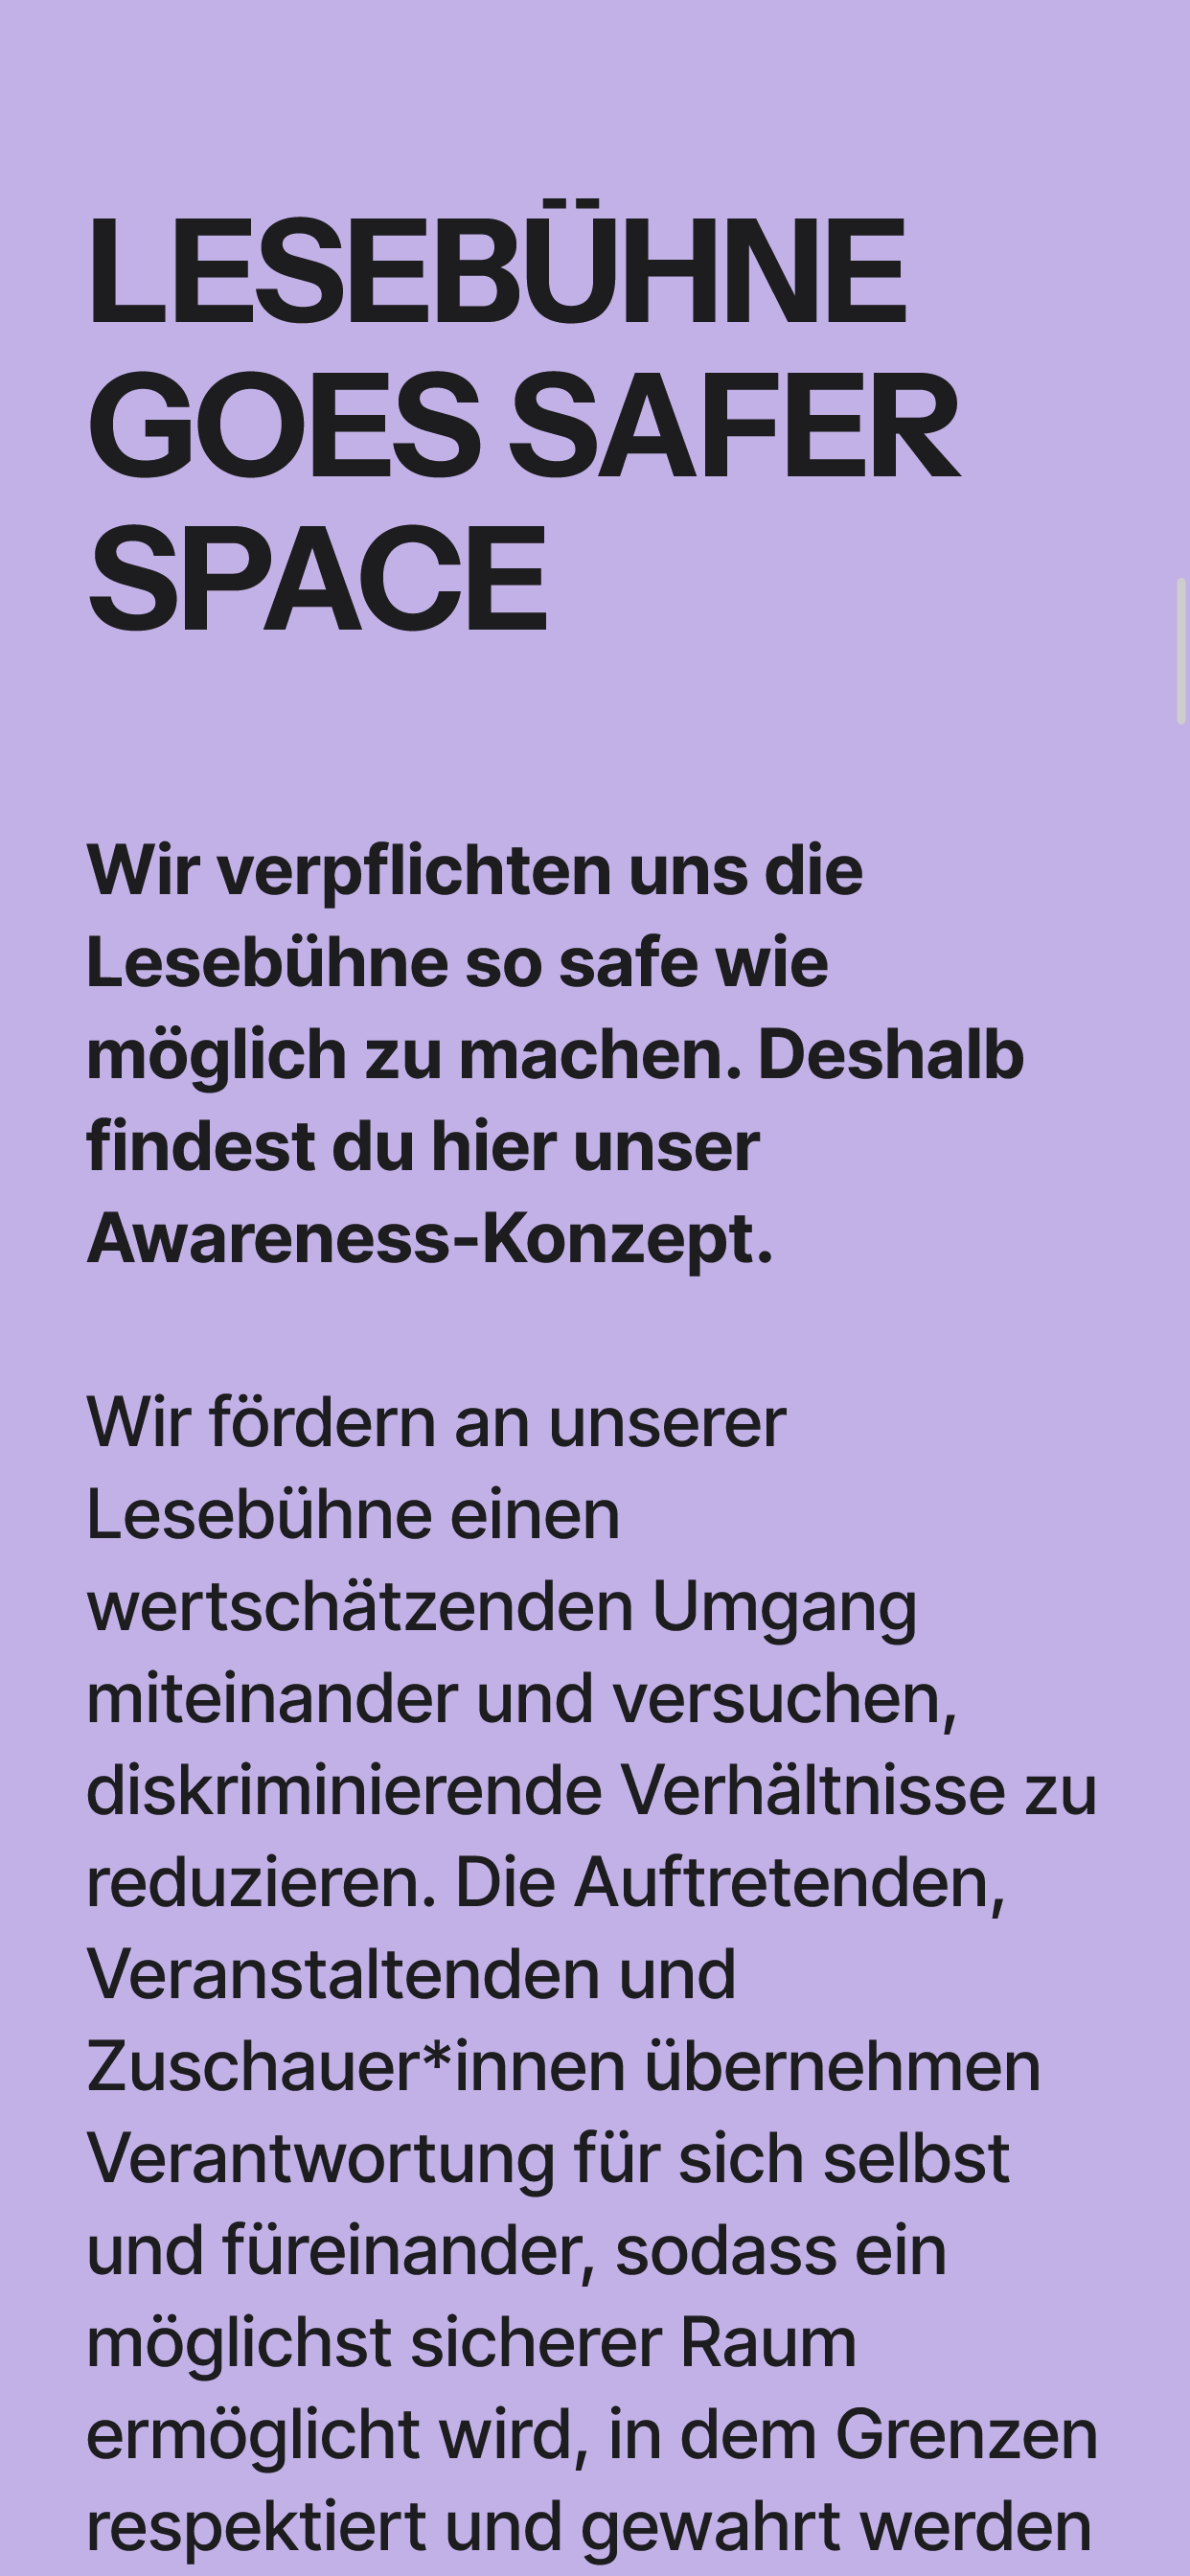 LESEBÜHNE
GOES SAFER
SPACE
Wir verpflichten uns die
Lesebühne so safe wie
möglich zu machen. Deshalb
findest du hier unser
Awareness-Konzept.
Wir fördern an unserer
Lesebühne einen
wertschätzenden Umgang
miteinander und versuchen,
diskriminierende Verhältnisse zu
reduzieren. Die Auftretenden,
Veranstaltenden und
Zuschauer*innen übernehmen
Verantwortung für sich selbst
und füreinander, sodass ein
möglichst sicherer Raum
ermöglicht wird, in dem Grenzen
respektiert und gewahrt werden